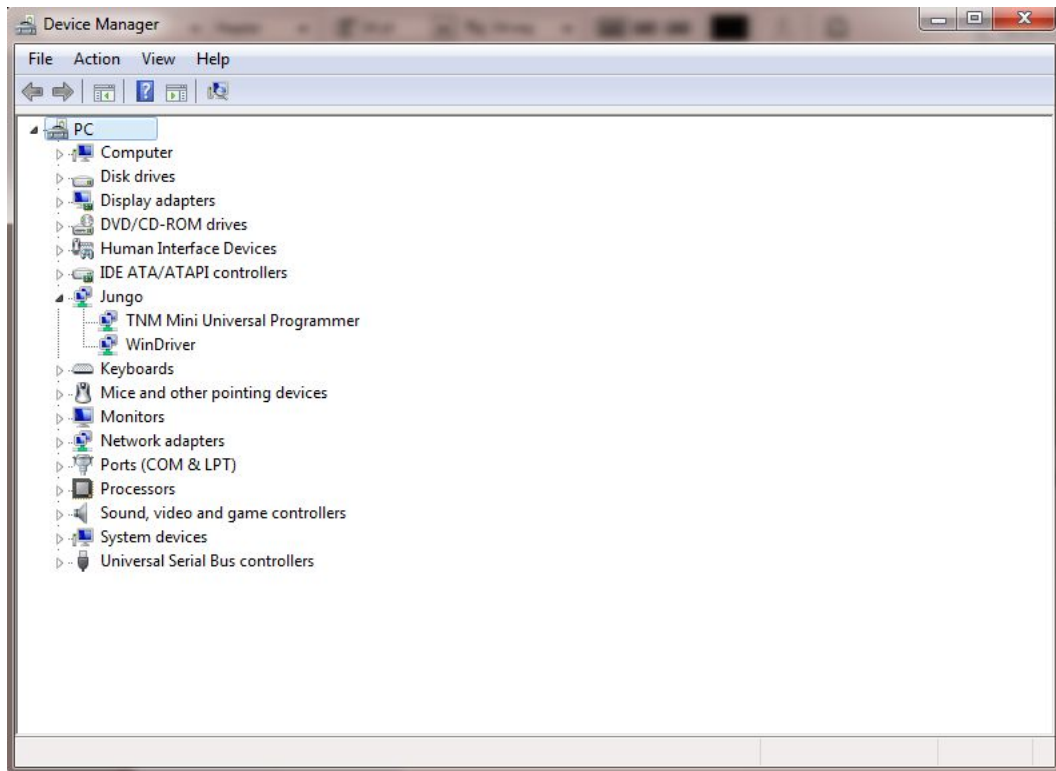 Device Manager
File Action View Help
PC
Computer
Disk drives
Display adapters
DVD/CD-ROM drives
Human Interface Devices
IDE ATA/ATAPI controllers
Jungo
TNM Mini Universal Programmer
WinDriver
Keyboards
Mice and other pointing devices
Monitors
Network adapters
Ports (COM & LPT)
Processors
Sound, video and game controllers
System devices
Universal Serial Bus controllers